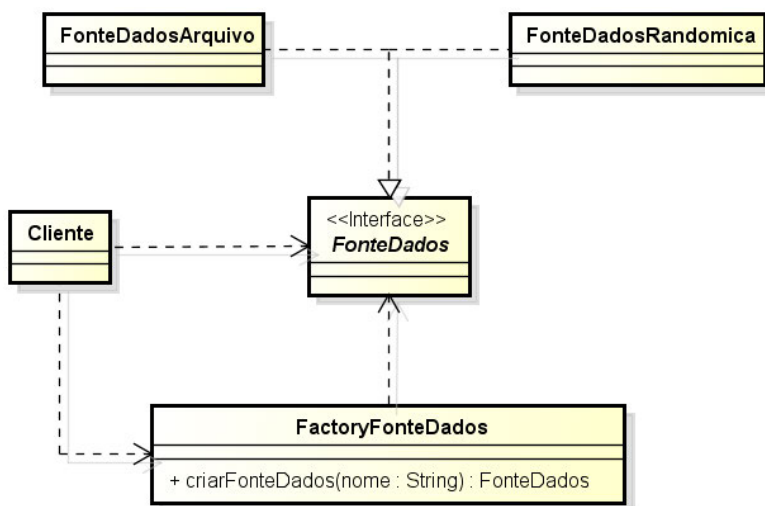 FonteDadosArquivo
FonteDadosRandomica
<<Interface>>
FonteDados
Cliente
FactoryFonteDados
+ criarFonteDados(nome : String) : FonteDados